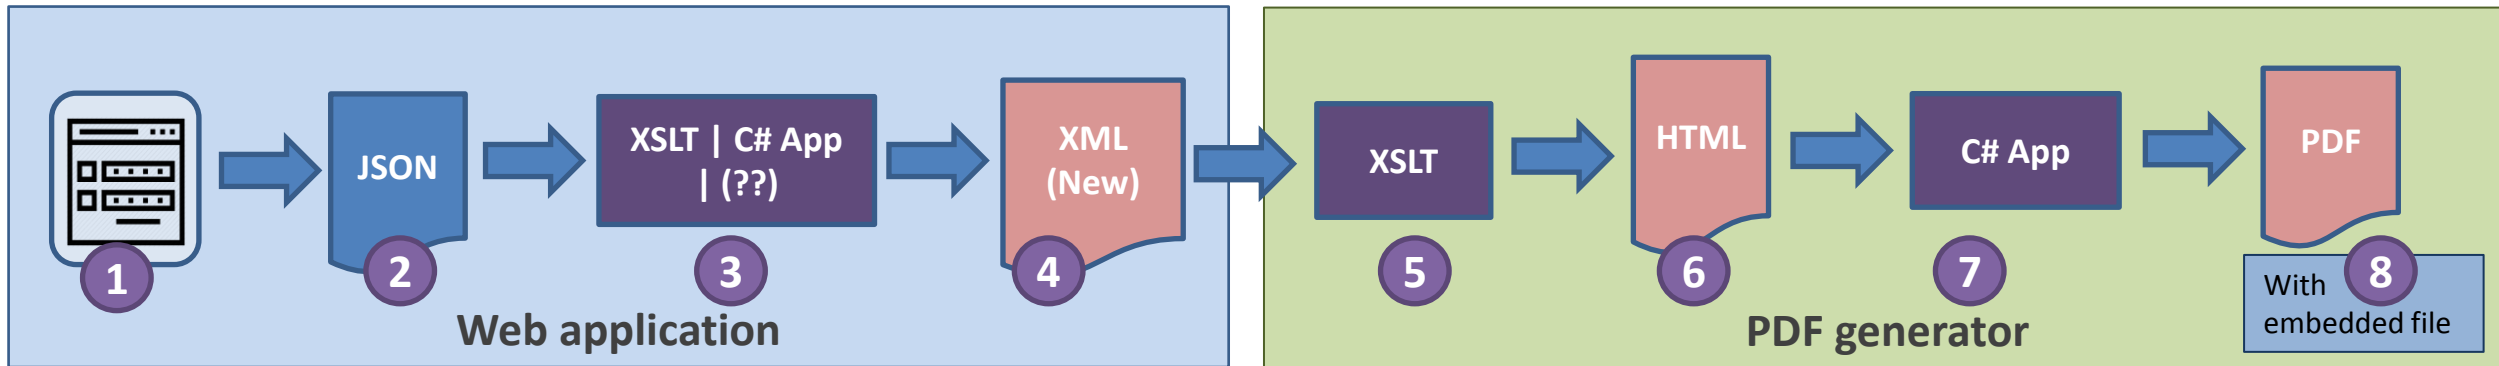 JSON
XSLT | C# App
| (??)
XML
(New)
XSLT
HTML
C# App
PDF
1
2
3
4
5
6
7
8
With
embedded file
Web application
PDF generator